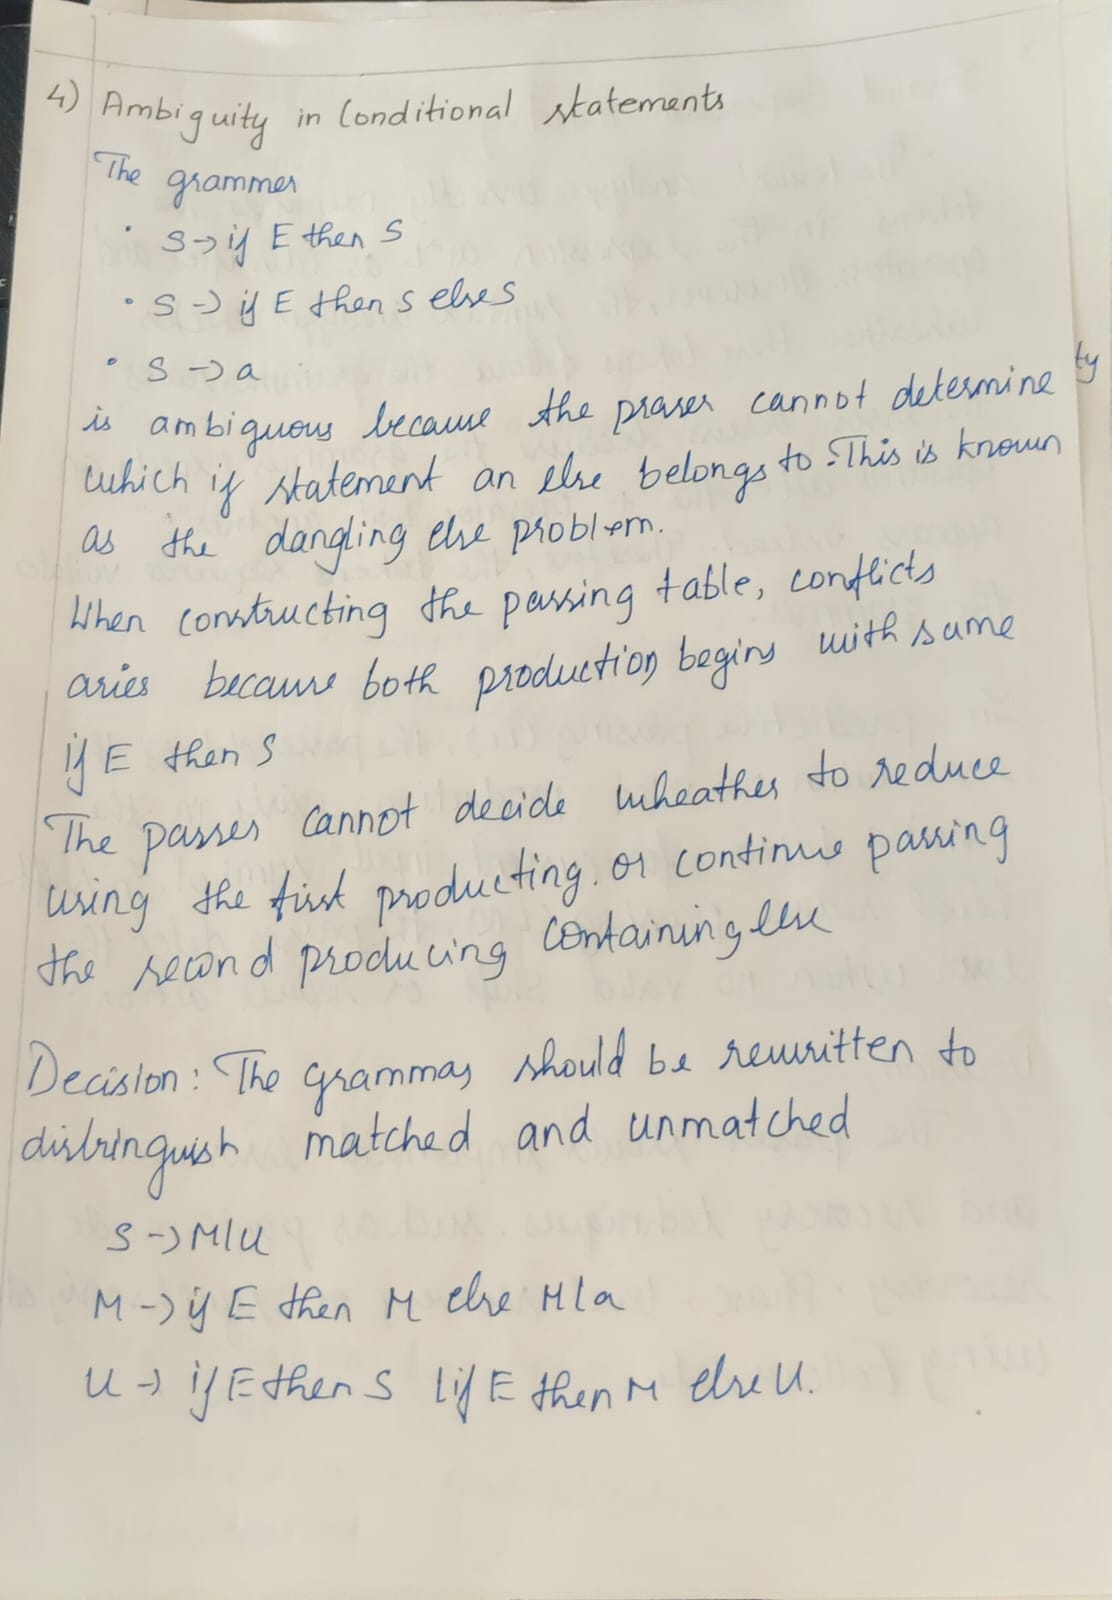 4) Ambiguity in Conditional statements
The grammer
• S → if E then S
• S → if E then S else S
• S → a
is ambiguous because the praser cannot determine
which if statement an else belongs to. This is known
as the dangling else problem.
When constructing the passing table, conflicts
aries because both production begins with same
if E then S
The passer cannot decide wheather to reduce
using the first producting. or continue passing
the second producing containing else
Decision: The grammas should be rewritten to
distringuish matched and unmatched
S → M|U
M → if E then M else M|a
U → if E then S | if E then M else U.
ty